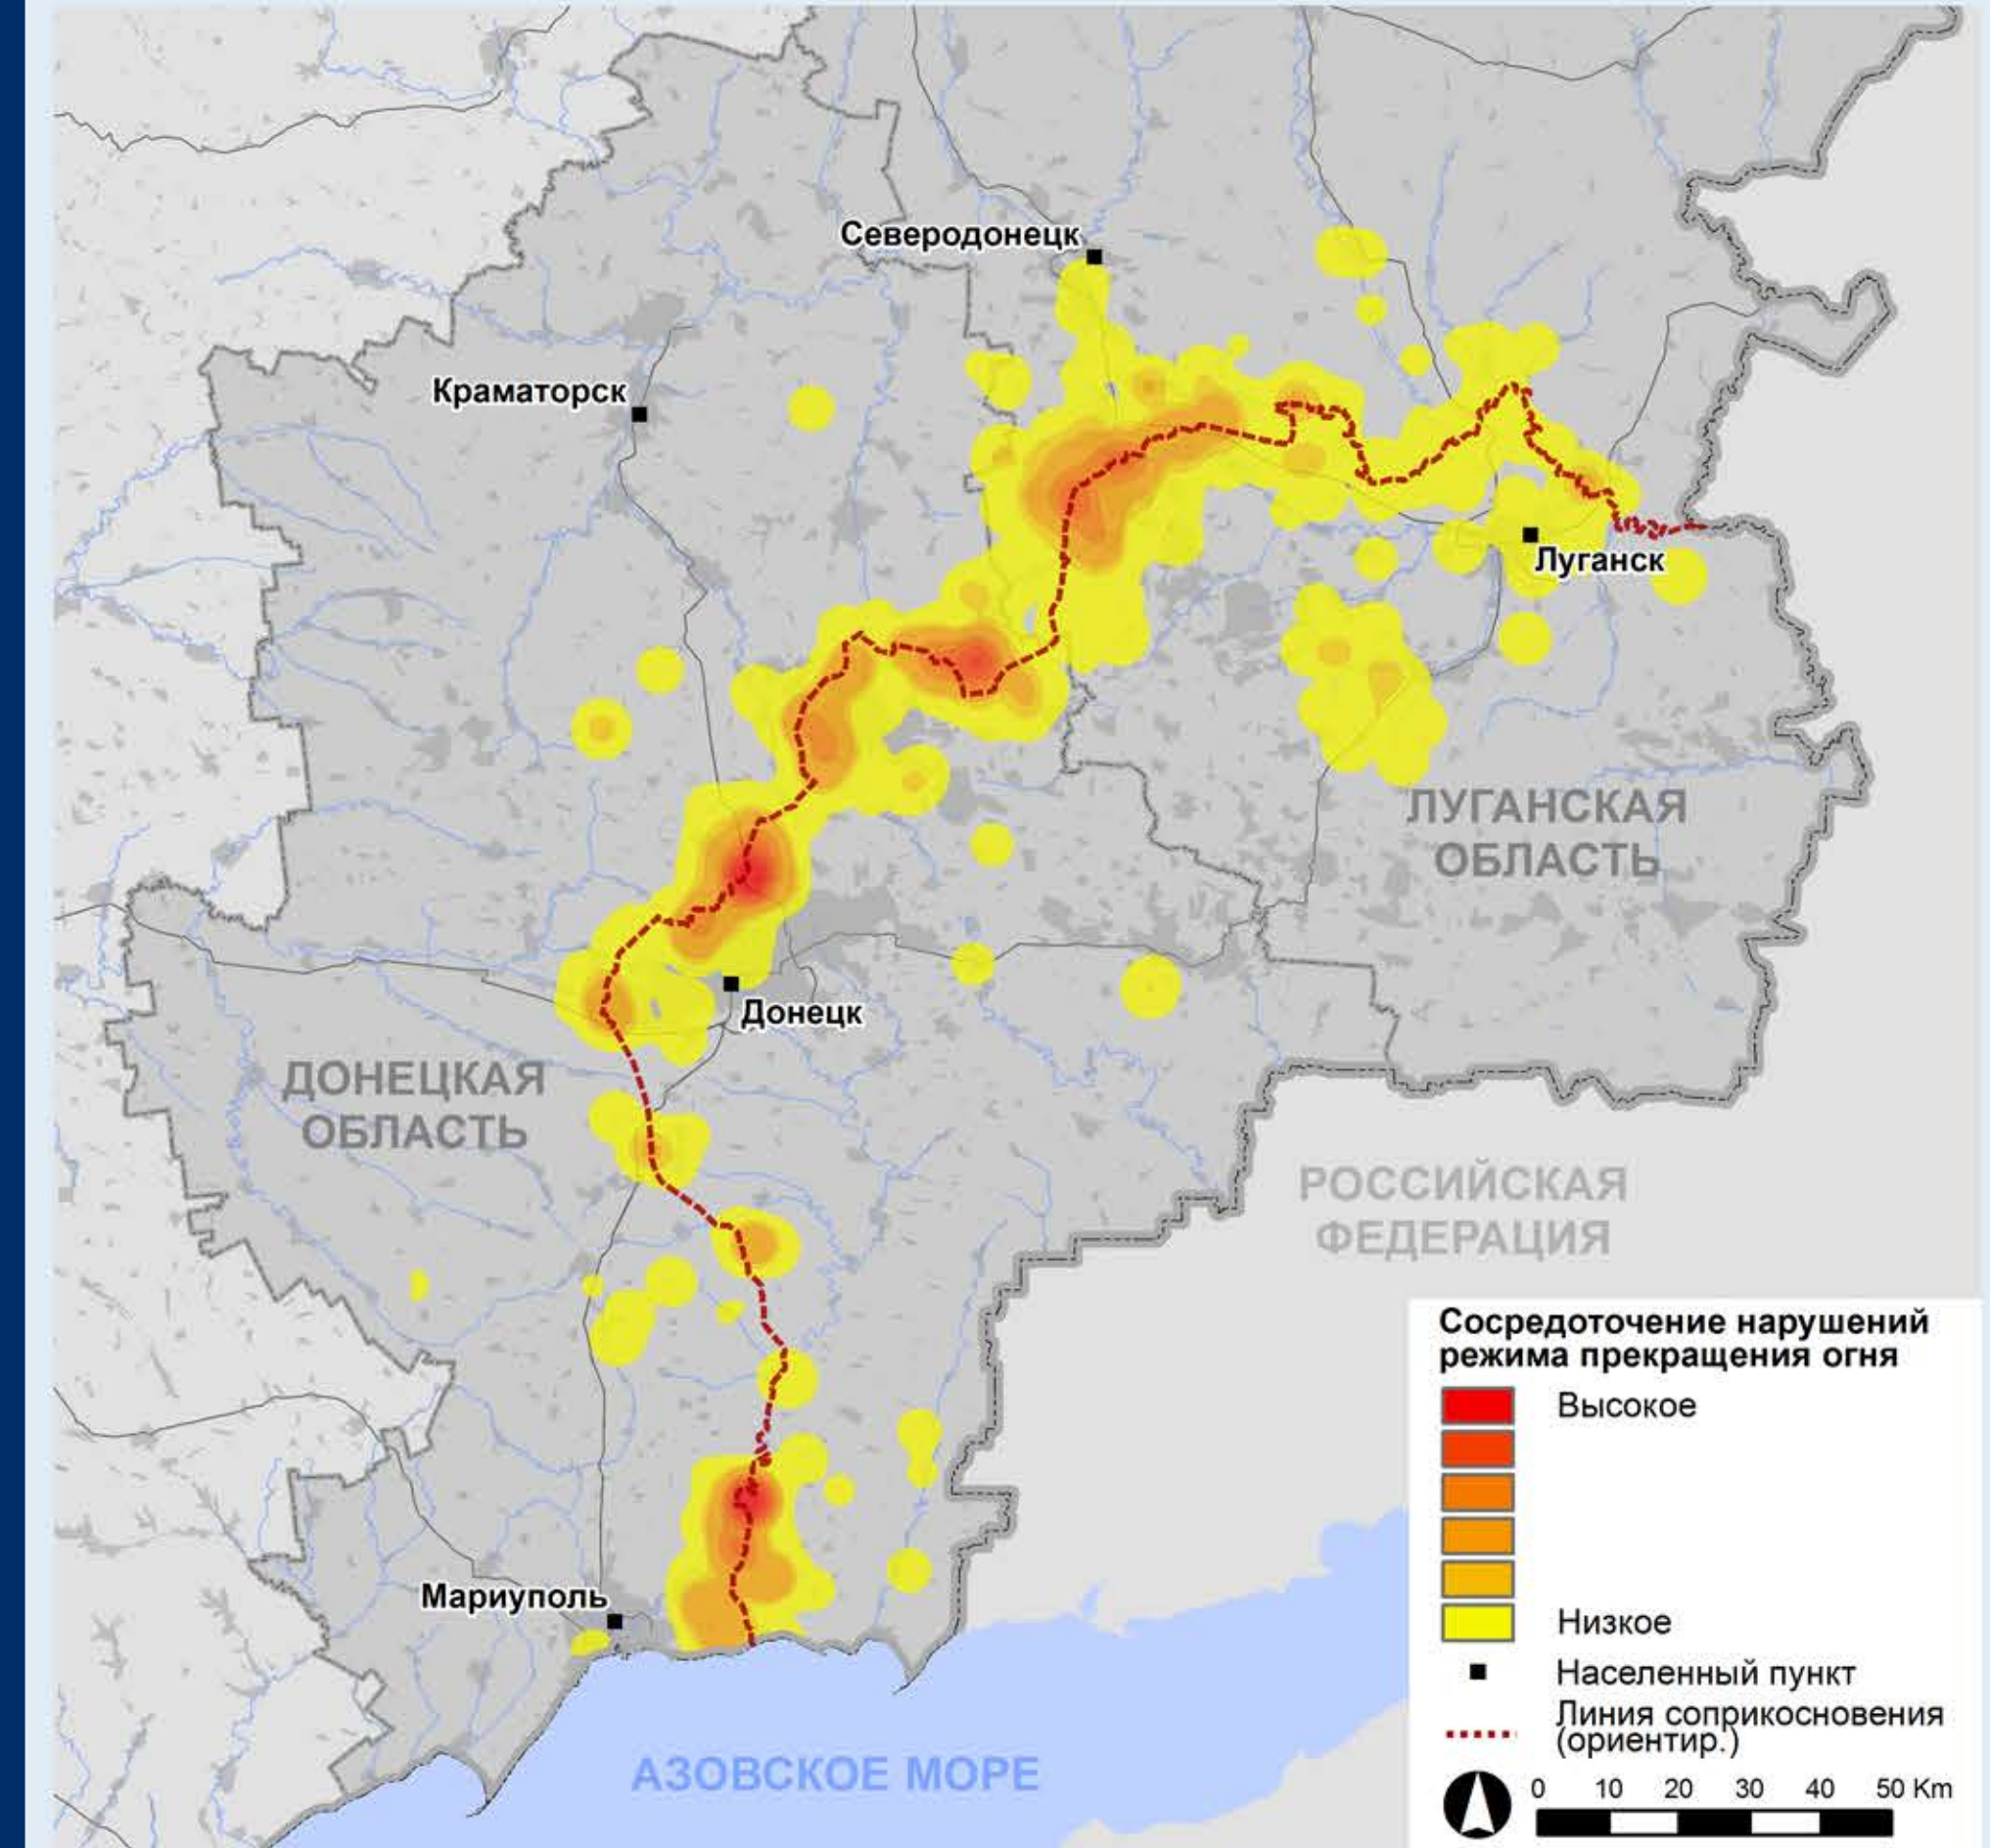 Северодонецк
Краматорск
Луганск
ЛУГАНСКАЯ
ОБЛАСТЬ
Донецк
ДОНЕЦКАЯ
ОБЛАСТЬ
РОССИЙСКАЯ
ФЕДЕРАЦИЯ
Мариуполь
АЗОВСКОЕ МОРЕ
Сосредоточение нарушений
режима прекращения огня
Высокое
Низкое
Населенный пункт
Линия соприкосновения
(ориентир.)
0 10 20 30 40 50 Km